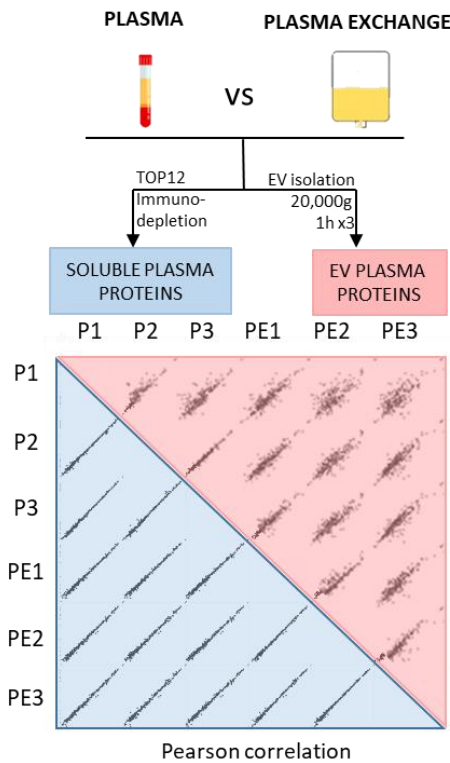 PLASMA
PLASMA EXCHANGE
VS
TOP12
Immuno-
depletion
EV isolation
20,000g
1h x3
SOLUBLE PLASMA
PROTEINS
EV PLASMA
PROTEINS
P1 P2 P3 PE1 PE2 PE3
P1
P2
P3
PE1
PE2
PE3
Pearson correlation